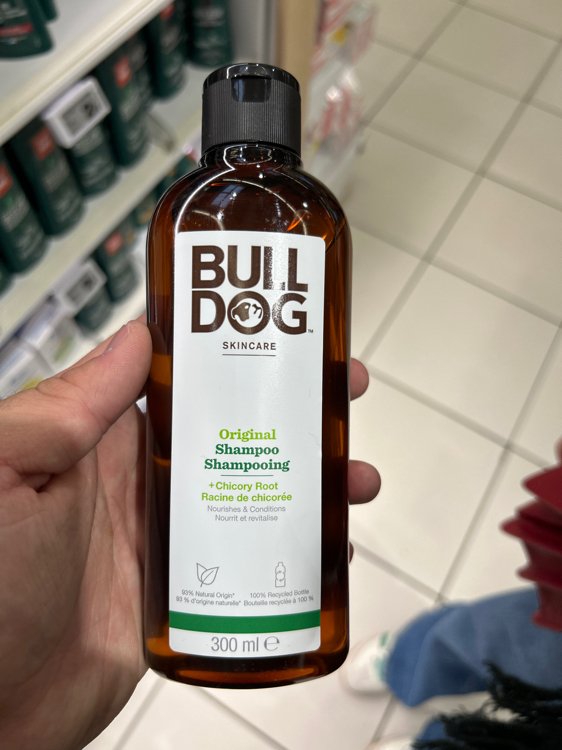 BULL
DOG™
SKINCARE
Original
Shampoo
Shampooing
+Chicory Root
Racine de chicorée
Nourishes & Conditions
Nourrit et revitalise
93% Natural Origin*
93 % d'origine naturelle*
100% Recycled Bottle
Bouteille recyclée à 100 %
300 ml ℮